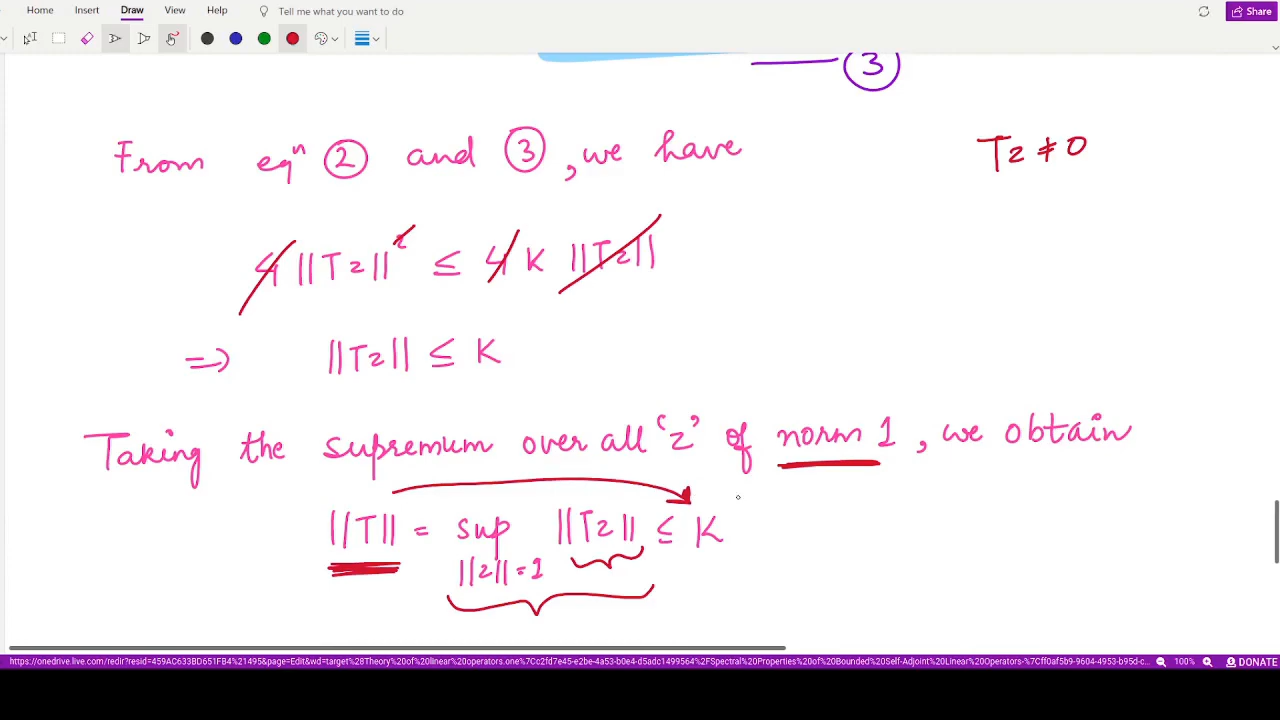 Home Insert Draw View Help Tell me what you want to do Share
3
From eqⁿ ② and ③, we have
Tz ≠ 0
4 ||Tz||² ≤ 4 K ||Tz||
=> ||Tz|| ≤ K
Taking the supremum over all 'z' of norm 1, we obtain
||T|| = sup ||Tz|| ≤ K
||z|| = 1
100% DONATE